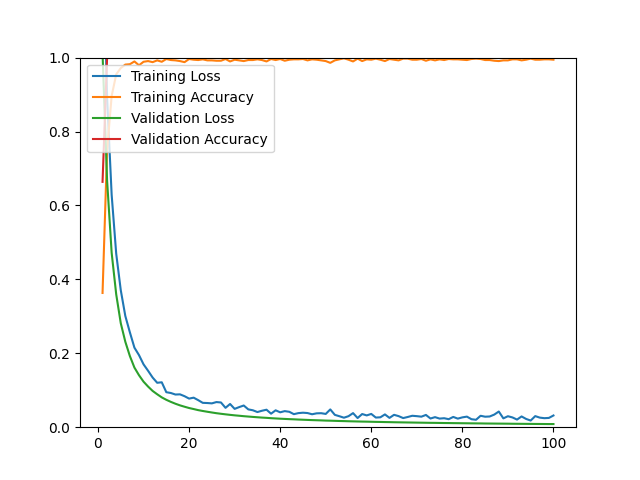 Training Loss
Training Accuracy
Validation Loss
Validation Accuracy
1.0
0.8
0.6
0.4
0.2
0.0
0 20 40 60 80 100